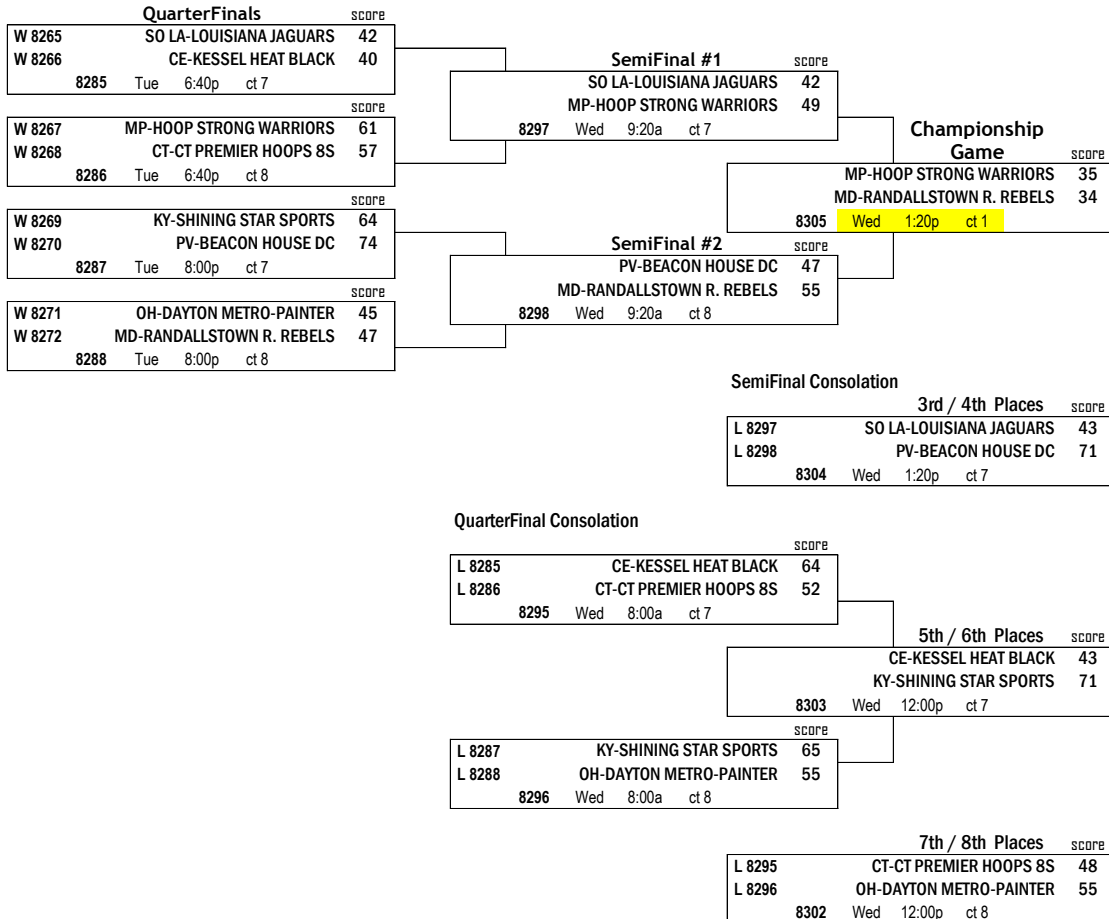 QuarterFinals score
W 8265 SO LA-LOUISIANA JAGUARS 42
W 8266 CE-KESSEL HEAT BLACK 40
8285 Tue 6:40p ct 7
score
W 8267 MP-HOOP STRONG WARRIORS 61
W 8268 CT-CT PREMIER HOOPS 8S 57
8286 Tue 6:40p ct 8
score
W 8269 KY-SHINING STAR SPORTS 64
W 8270 PV-BEACON HOUSE DC 74
8287 Tue 8:00p ct 7
score
W 8271 OH-DAYTON METRO-PAINTER 45
W 8272 MD-RANDALLSTOWN R. REBELS 47
8288 Tue 8:00p ct 8
SemiFinal #1 score
SO LA-LOUISIANA JAGUARS 42
MP-HOOP STRONG WARRIORS 49
8297 Wed 9:20a ct 7
SemiFinal #2 score
PV-BEACON HOUSE DC 47
MD-RANDALLSTOWN R. REBELS 55
8298 Wed 9:20a ct 8
Championship
Game score
MP-HOOP STRONG WARRIORS 35
MD-RANDALLSTOWN R. REBELS 34
8305 Wed 1:20p ct 1
SemiFinal Consolation
3rd / 4th Places score
L 8297 SO LA-LOUISIANA JAGUARS 43
L 8298 PV-BEACON HOUSE DC 71
8304 Wed 1:20p ct 7
QuarterFinal Consolation
score
L 8285 CE-KESSEL HEAT BLACK 64
L 8286 CT-CT PREMIER HOOPS 8S 52
8295 Wed 8:00a ct 7
score
L 8287 KY-SHINING STAR SPORTS 65
L 8288 OH-DAYTON METRO-PAINTER 55
8296 Wed 8:00a ct 8
5th / 6th Places score
CE-KESSEL HEAT BLACK 43
KY-SHINING STAR SPORTS 71
8303 Wed 12:00p ct 7
7th / 8th Places score
L 8295 CT-CT PREMIER HOOPS 8S 48
L 8296 OH-DAYTON METRO-PAINTER 55
8302 Wed 12:00p ct 8